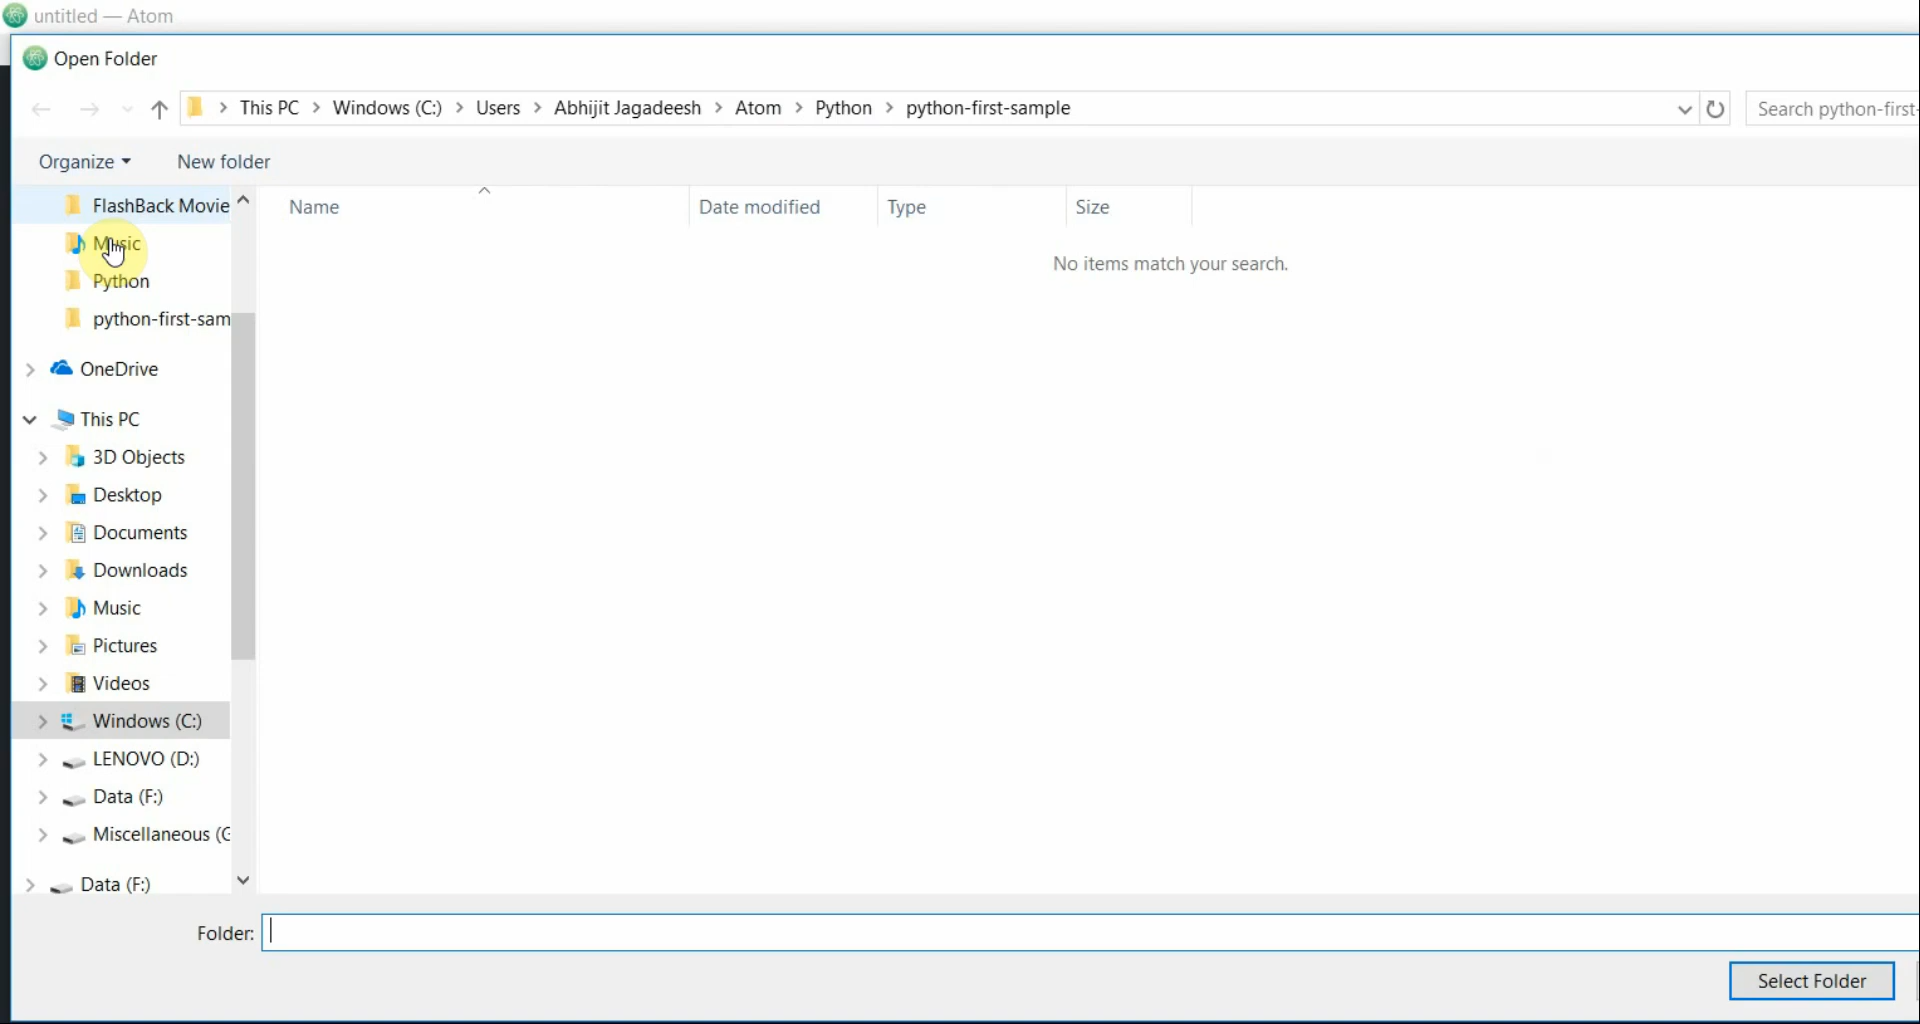 untitled — Atom
Open Folder
This PC > Windows (C:) > Users > Abhijit Jagadeesh > Atom > Python > python-first-sample
Search python-first-
Organize
New folder
Name
Date modified
Type
Size
FlashBack Movie
Music
Python
python-first-sam
OneDrive
This PC
3D Objects
Desktop
Documents
Downloads
Music
Pictures
Videos
Windows (C:)
LENOVO (D:)
Data (F:)
Miscellaneous (G
Data (F:)
No items match your search.
Folder:
Select Folder